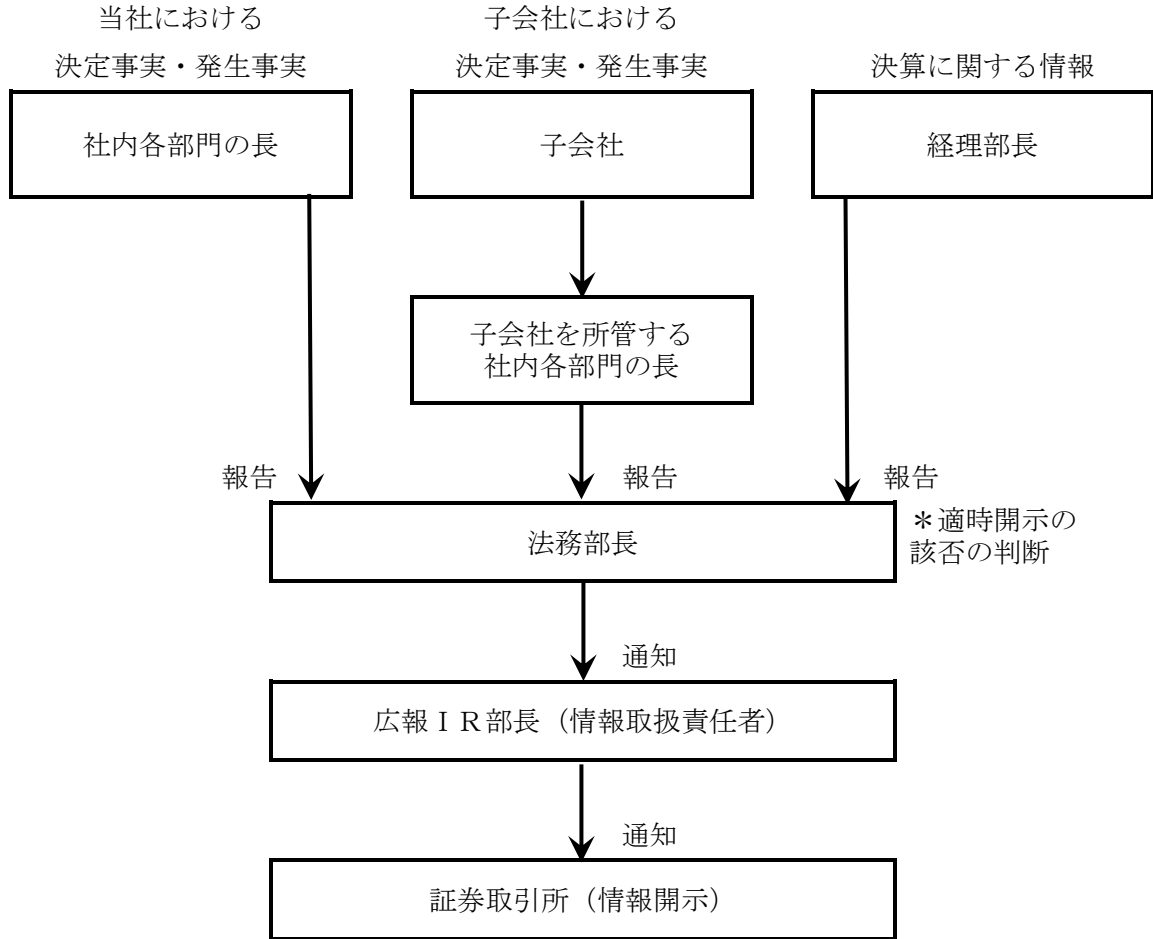 当社における
決定事実・発生事実
子会社における
決定事実・発生事実
決算に関する情報
社内各部門の長
子会社
経理部長
子会社を所管する
社内各部門の長
報告
報告
報告
法務部長
＊適時開示の
該否の判断
通知
広報ＩＲ部長（情報取扱責任者）
通知
証券取引所（情報開示）